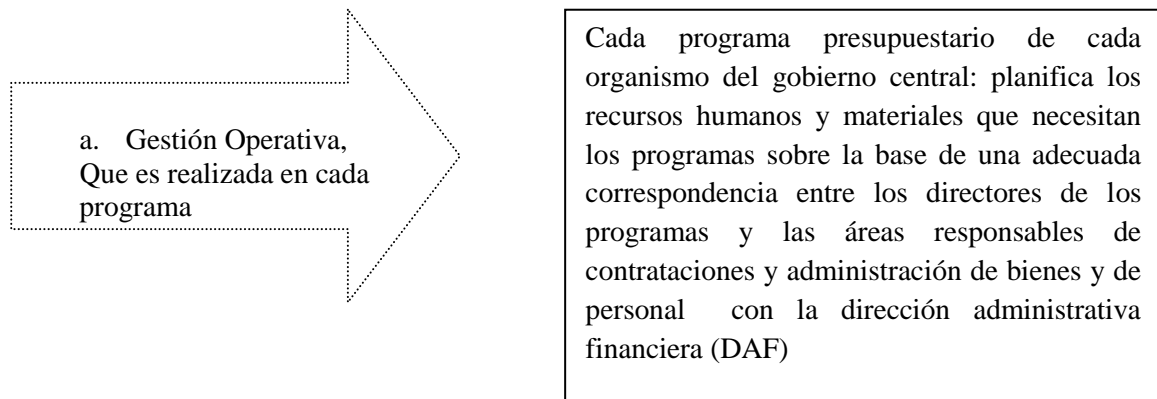 a. Gestión Operativa,
Que es realizada en cada
programa
Cada programa presupuestario de cada
organismo del gobierno central: planifica los
recursos humanos y materiales que necesitan
los programas sobre la base de una adecuada
correspondencia entre los directores de los
programas y las áreas responsables de
contrataciones y administración de bienes y de
personal con la dirección administrativa
financiera (DAF)